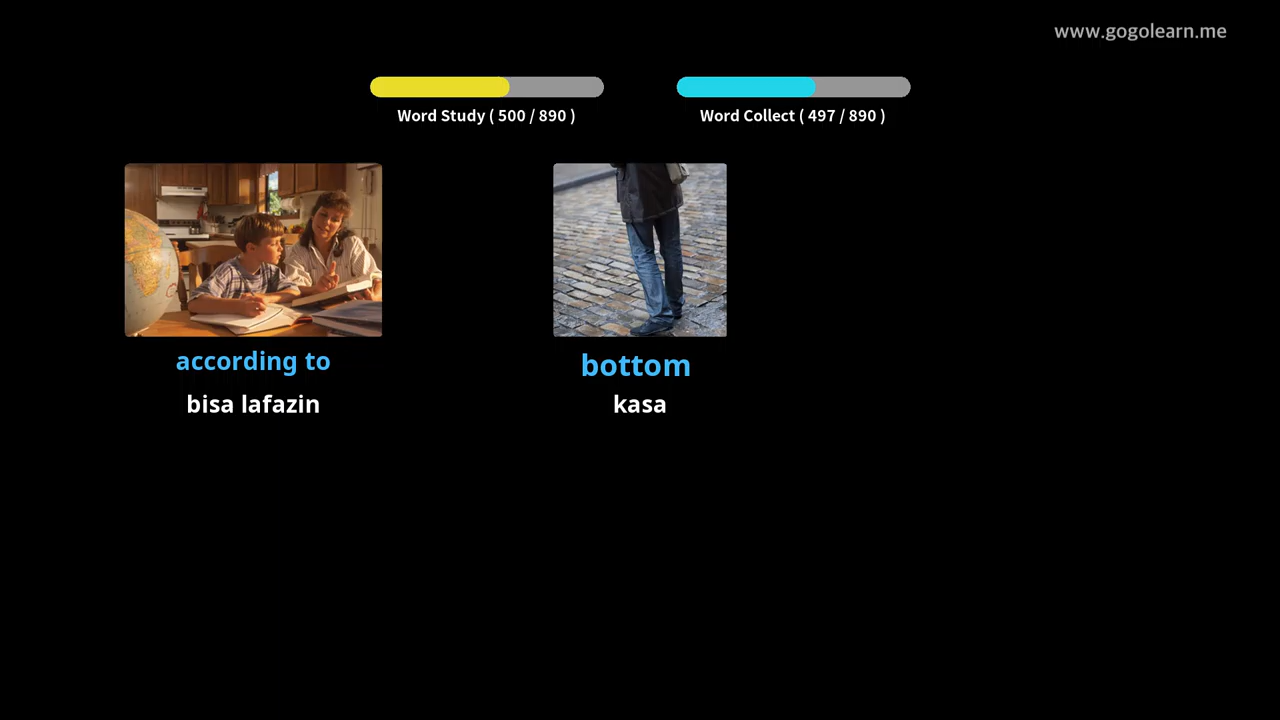 www.gogolearn.me
Word Study ( 500 / 890 )
Word Collect ( 497 / 890 )
according to
bisa lafazin
bottom
kasa